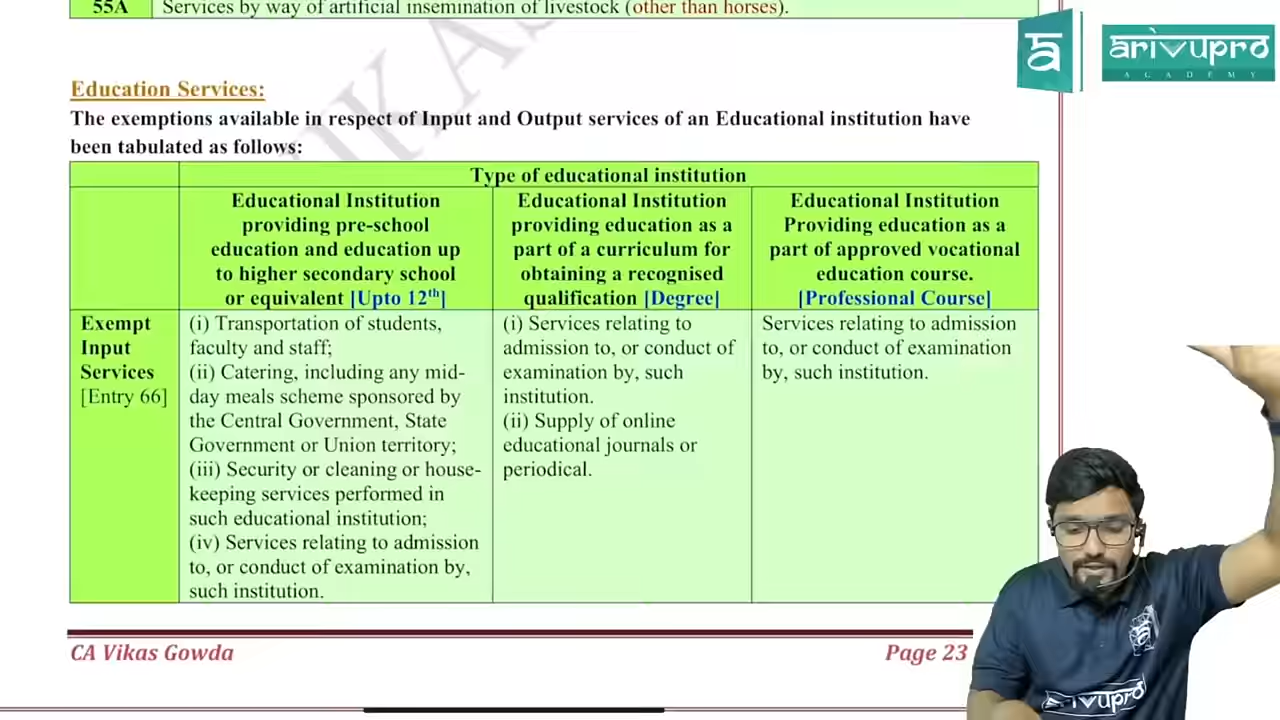 55A Services by way of artificial insemination of livestock (other than horses).
arivupro
ACADEMY
Education Services:
The exemptions available in respect of Input and Output services of an Educational institution have
been tabulated as follows:
Type of educational institution
Educational Institution
providing pre-school
education and education up
to higher secondary school
or equivalent [Upto 12th]
Educational Institution
providing education as a
part of a curriculum for
obtaining a recognised
qualification [Degree]
Educational Institution
Providing education as a
part of approved vocational
education course.
[Professional Course]
Exempt
Input
Services
[Entry 66]
(i) Transportation of students,
faculty and staff;
(ii) Catering, including any mid-
day meals scheme sponsored by
the Central Government, State
Government or Union territory;
(iii) Security or cleaning or house-
keeping services performed in
such educational institution;
(iv) Services relating to admission
to, or conduct of examination by,
such institution.
(i) Services relating to
admission to, or conduct of
examination by, such
institution.
(ii) Supply of online
educational journals or
periodical.
Services relating to admission
to, or conduct of examination
by, such institution.
CA Vikas Gowda
Page 23
arivupro